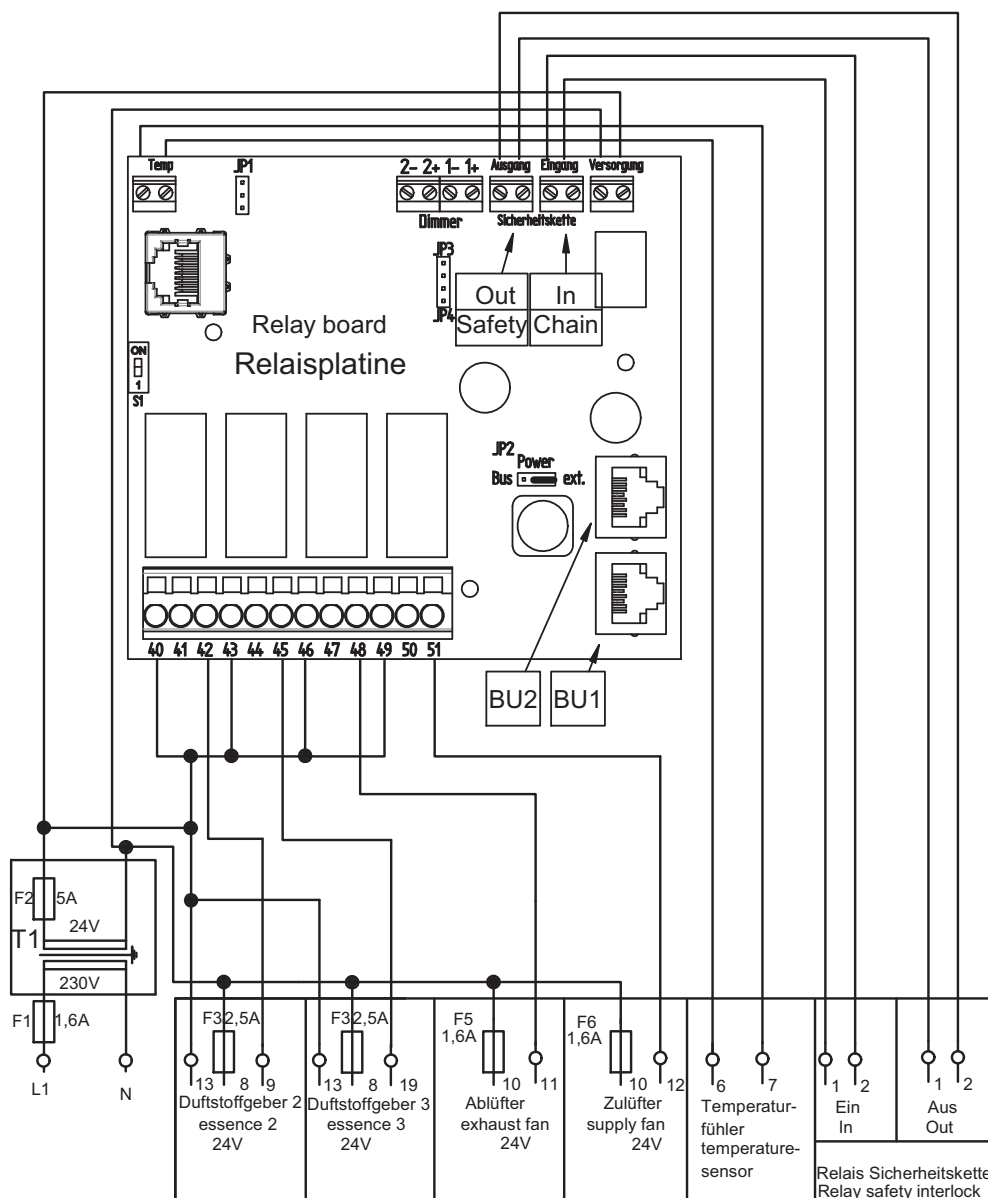 Temp
JP1
2- 2+ 1- 1+
Ausgang Eingang Versorgung
Dimmer
Sicherheitskette
JP3
JP4
Out In
Safety Chain
Relay board
Relaisplatine
ON
1
S1
JP2
Power
Bus ext.
40 41 42 43 44 45 46 47 48 49 50 51
BU2 BU1
F2 5A
24V
T1
230V
F1 1,6A
L1 N
F3 2,5A
13 8 9
Duftstoffgeber 2
essence 2
24V
F3 2,5A
13 8 19
Duftstoffgeber 3
essence 3
24V
F5
1,6A
10 11
Ablüfter
exhaust fan
24V
F6
1,6A
10 12
Zulüfter
supply fan
24V
6 7
Temperatur-
fühler
temperature-
sensor
1 2
Ein
In
1 2
Aus
Out
Relais Sicherheitskette
Relay safety interlock